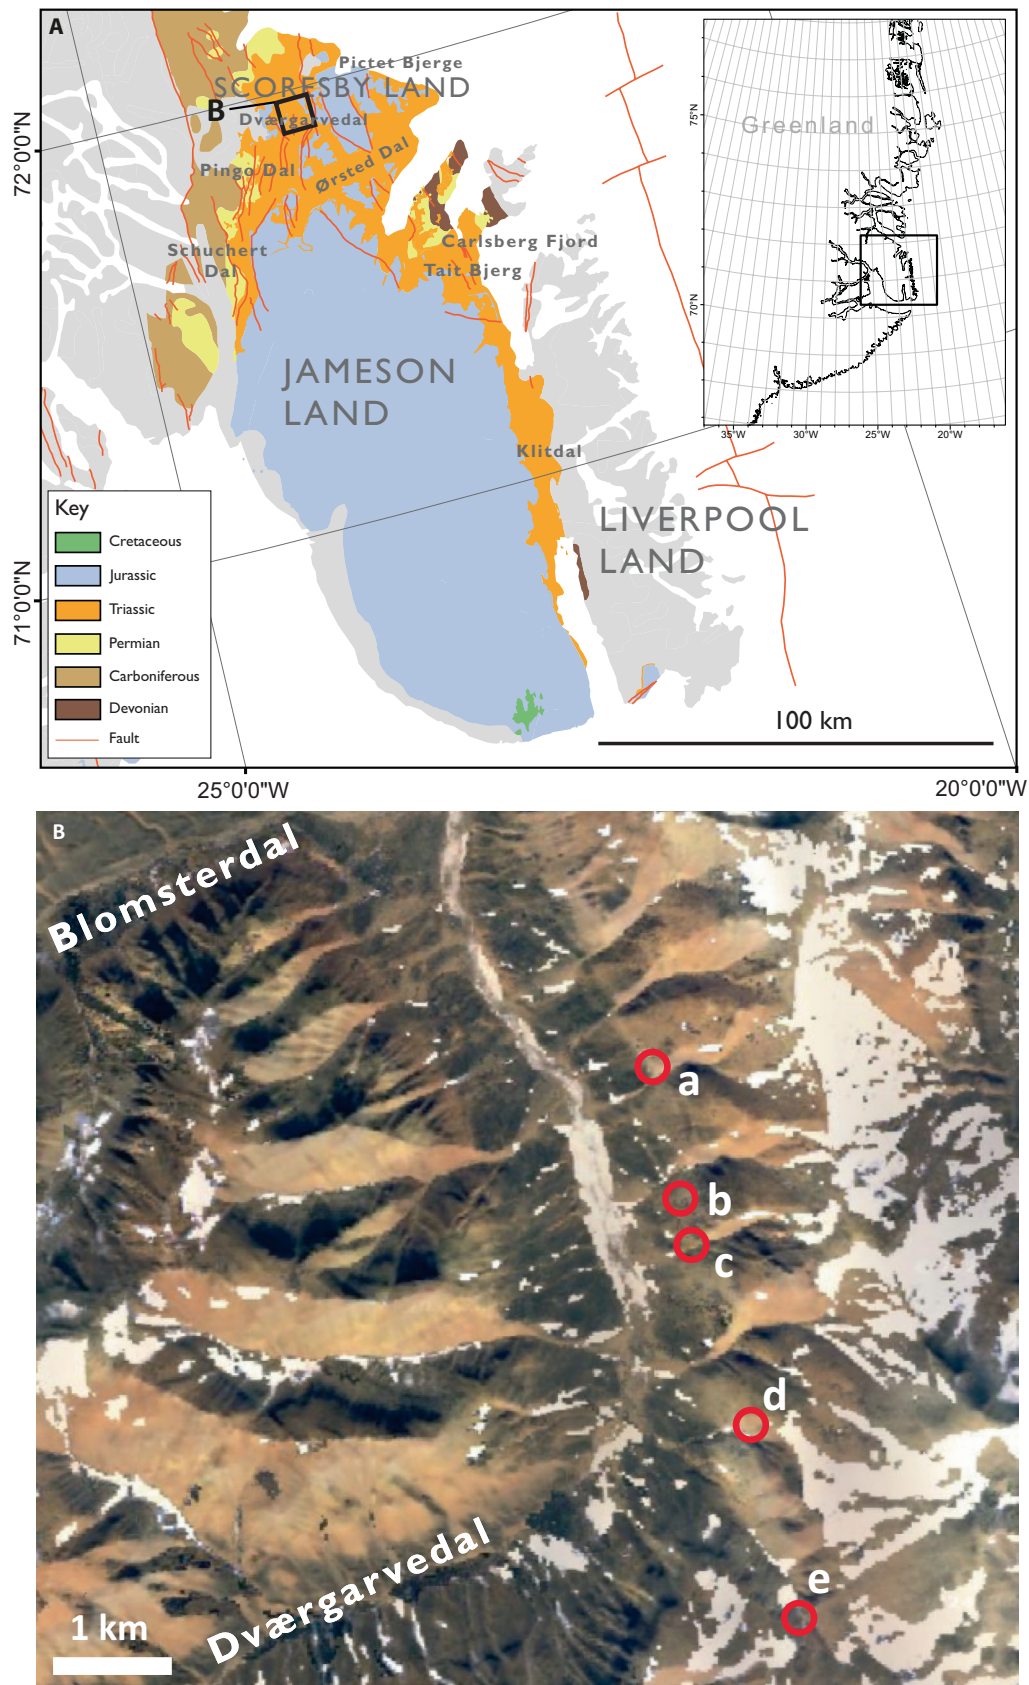 A
Pictet Bjerge
SCORESBY LAND
B
Dværgarvedal
Pingo Dal
Ørsted Dal
Schuchert
Dal
Carlsberg Fjord
Tait Bjerg
JAMESON
LAND
Klitdal
LIVERPOOL
LAND
72°0'0"N
71°0'0"N
25°0'0"W
20°0'0"W
100 km
Key
Cretaceous
Jurassic
Triassic
Permian
Carboniferous
Devonian
Fault
Greenland
75°N
70°N
35°W
30°W
25°W
20°W
B
Blomsterdal
a
b
c
d
e
Dværgarvedal
1 km